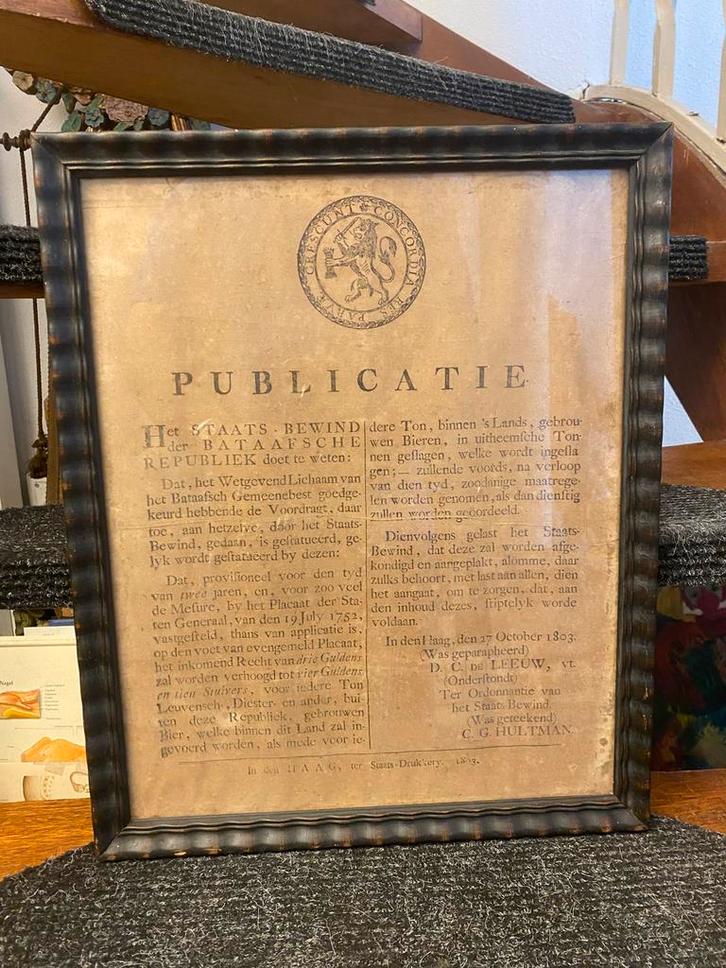 CONCORDIA RES PARVÆ CRESCUNT
PUBLICATIE
Het STAATS-BEWIND
der BATAAFSCHE
REPUBLIEK doet te weten:
Dat, het Wetgevend Lichaam van
het Bataafsch Gemeenebest goedge-
keurd hebbende de Voordragt, daar
toe, aan hetzelve, door het Staats-
Bewind, gedaan, is geſtatueerd, ge-
lyk wordt geſtatueerd by dezen:
Dat, proviſioneel voor den tyd
van twee jaren, en, voor zoo veel
de Meſure, by het Placaat der Sta-
ten Generaal, van den 19 July 1752,
vastgeſteld, thans van applicatie is,
op den voet van evengemeld Placaat,
het inkomend Recht van drie Guldens
zal worden verhoogd tot vier Guldens
en tien Stuivers, voor iedere Ton
Leuvensch, Diester- en ander, bui-
ten deze Republiek, gebrouwen
Bier, welke binnen dit Land zal in-
gevoerd worden, als mede voor ie-
dere Ton, binnen 's Lands, gebrou-
wen Bieren, in uitheemſche Ton-
nen geſlagen, welke wordt ingeſla
gen; — zullende voords, na verloop
van dien tyd, zoodanige maatrege-
len worden genomen, als dan dienſtig
zullen worden geöordeeld.
Dienvolgens gelast het Staats-
Bewind, dat deze zal worden afge-
kondigd en aangeplakt, alomme, daar
zulks behoort, met last aan allen, dien
het aangaat, om te zorgen, dat, aan
den inhoud dezes, ſtiptelyk worde
voldaan.
In den Haag, den 27 October 1803.
(Was geparapheerd)
D. C. DE LEEUW, vt.
(Onderſtondt)
Ter Ordonnantie van
het Staats Bewind.
(Was geteekend)
C. G. HULTMAN.
In den HAAG, ter Staats-Drukkery. 1803.